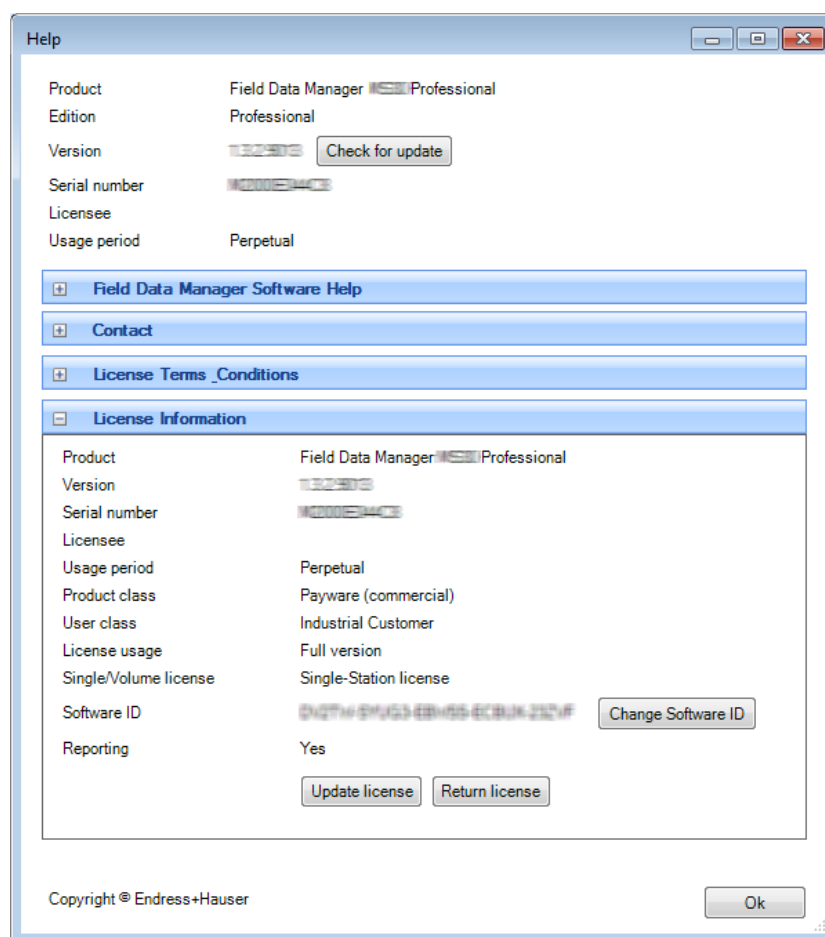 Help
Product Field Data Manager Professional
Edition Professional
Version Check for update
Serial number
Licensee
Usage period Perpetual
Field Data Manager Software Help
Contact
License Terms _Conditions
License Information
Product Field Data Manager Professional
Version
Serial number
Licensee
Usage period Perpetual
Product class Payware (commercial)
User class Industrial Customer
License usage Full version
Single/Volume license Single-Station license
Software ID Change Software ID
Reporting Yes
Update license Return license
Copyright © Endress+Hauser Ok